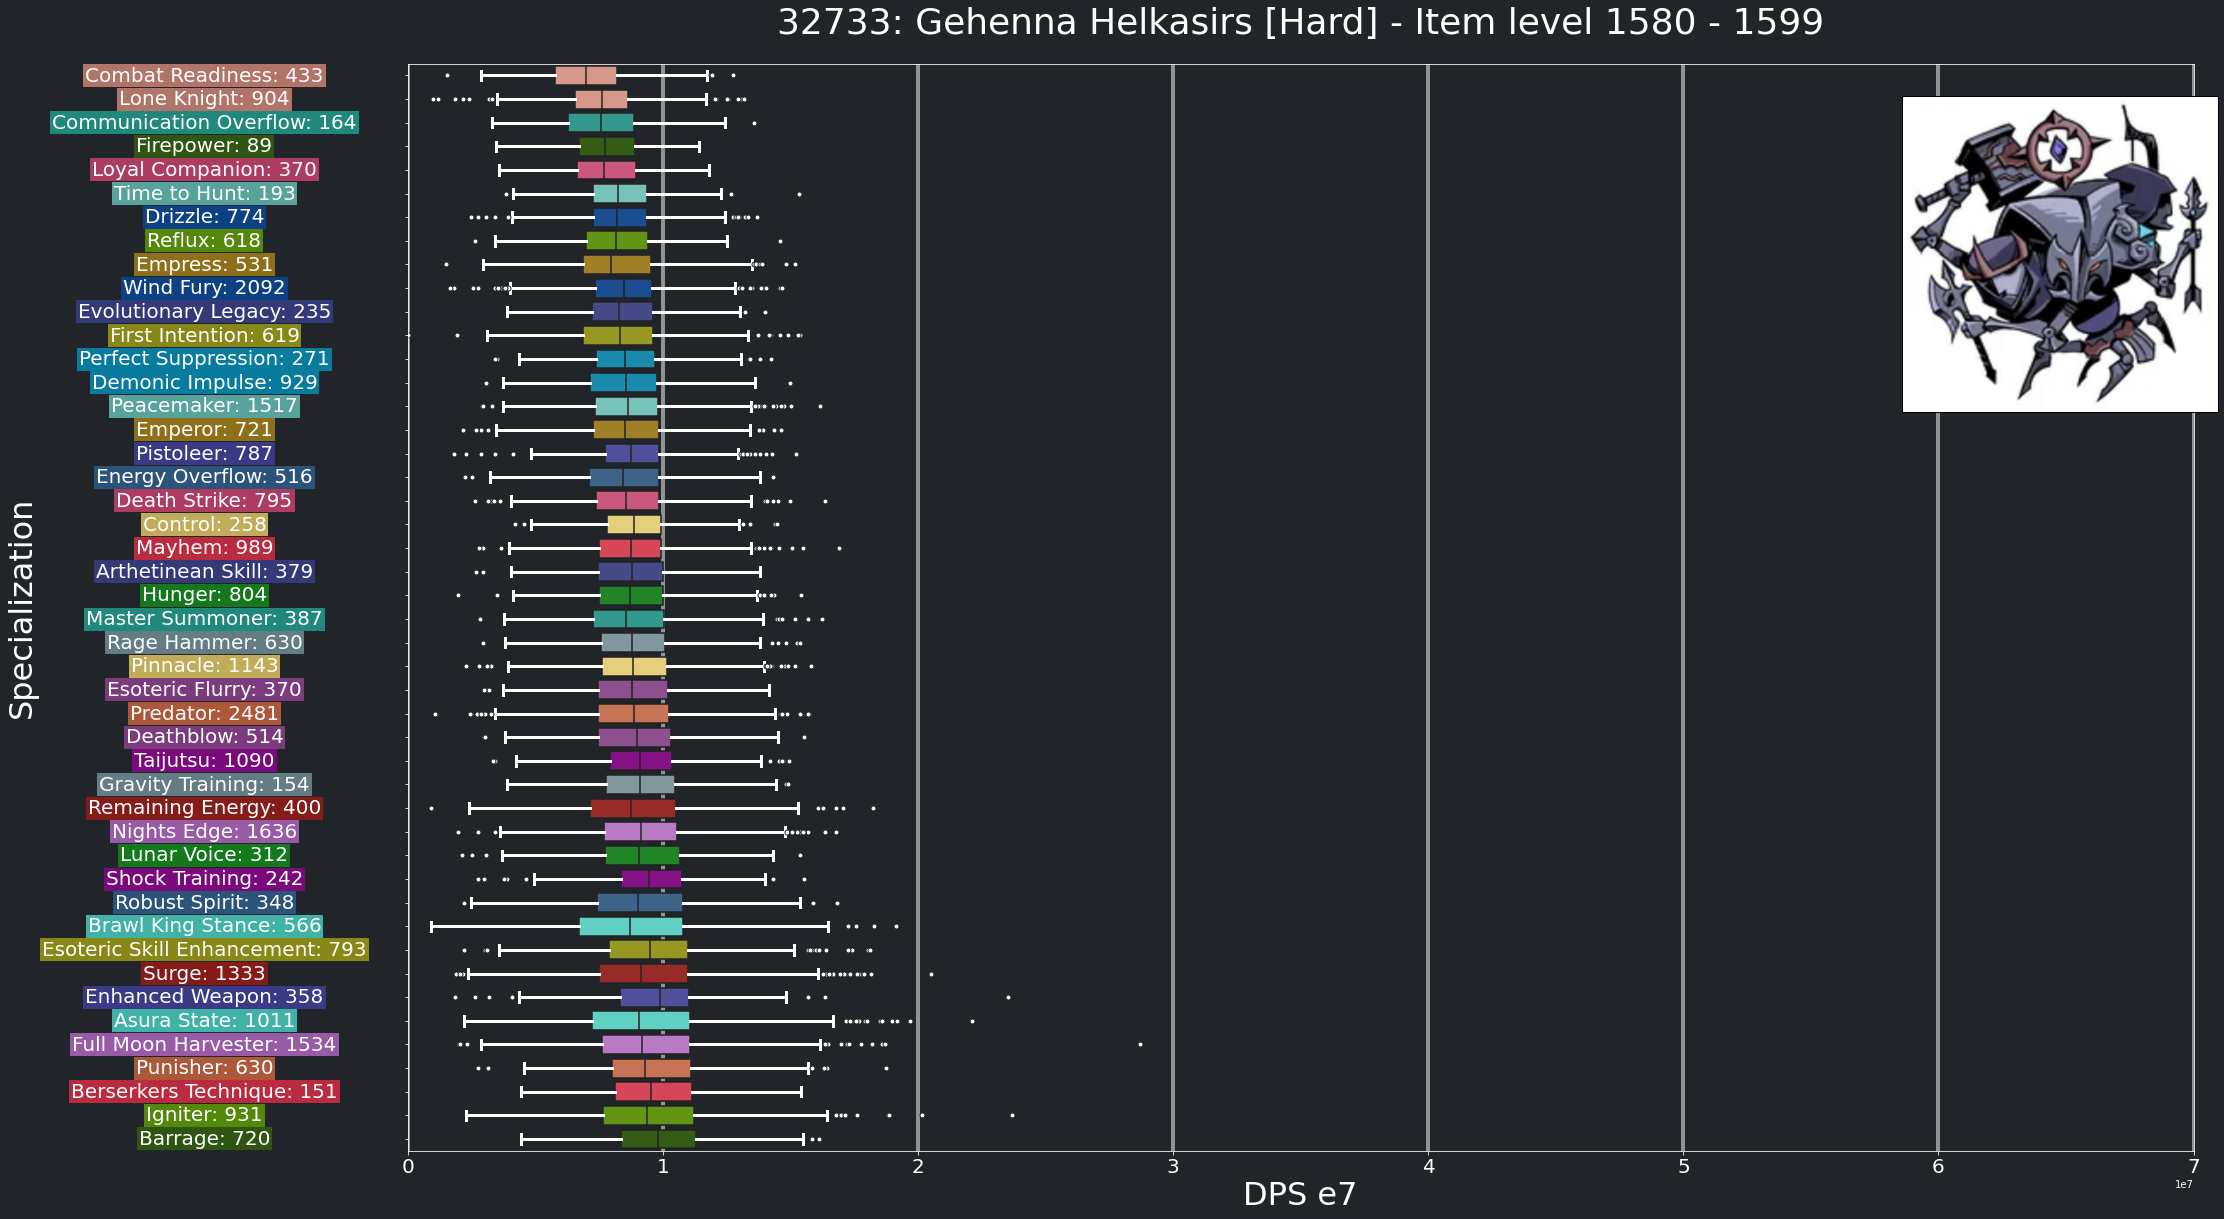 32733: Gehenna Helkasirs [Hard] - Item level 1580 - 1599
Specialization
Combat Readiness: 433
Lone Knight: 904
Communication Overflow: 164
Firepower: 89
Loyal Companion: 370
Time to Hunt: 193
Drizzle: 774
Reflux: 618
Empress: 531
Wind Fury: 2092
Evolutionary Legacy: 235
First Intention: 619
Perfect Suppression: 271
Demonic Impulse: 929
Peacemaker: 1517
Emperor: 721
Pistoleer: 787
Energy Overflow: 516
Death Strike: 795
Control: 258
Mayhem: 989
Arthetinean Skill: 379
Hunger: 804
Master Summoner: 387
Rage Hammer: 630
Pinnacle: 1143
Esoteric Flurry: 370
Predator: 2481
Deathblow: 514
Taijutsu: 1090
Gravity Training: 154
Remaining Energy: 400
Nights Edge: 1636
Lunar Voice: 312
Shock Training: 242
Robust Spirit: 348
Brawl King Stance: 566
Esoteric Skill Enhancement: 793
Surge: 1333
Enhanced Weapon: 358
Asura State: 1011
Full Moon Harvester: 1534
Punisher: 630
Berserkers Technique: 151
Igniter: 931
Barrage: 720
0 1 2 3 4 5 6 7
DPS e7
1e7